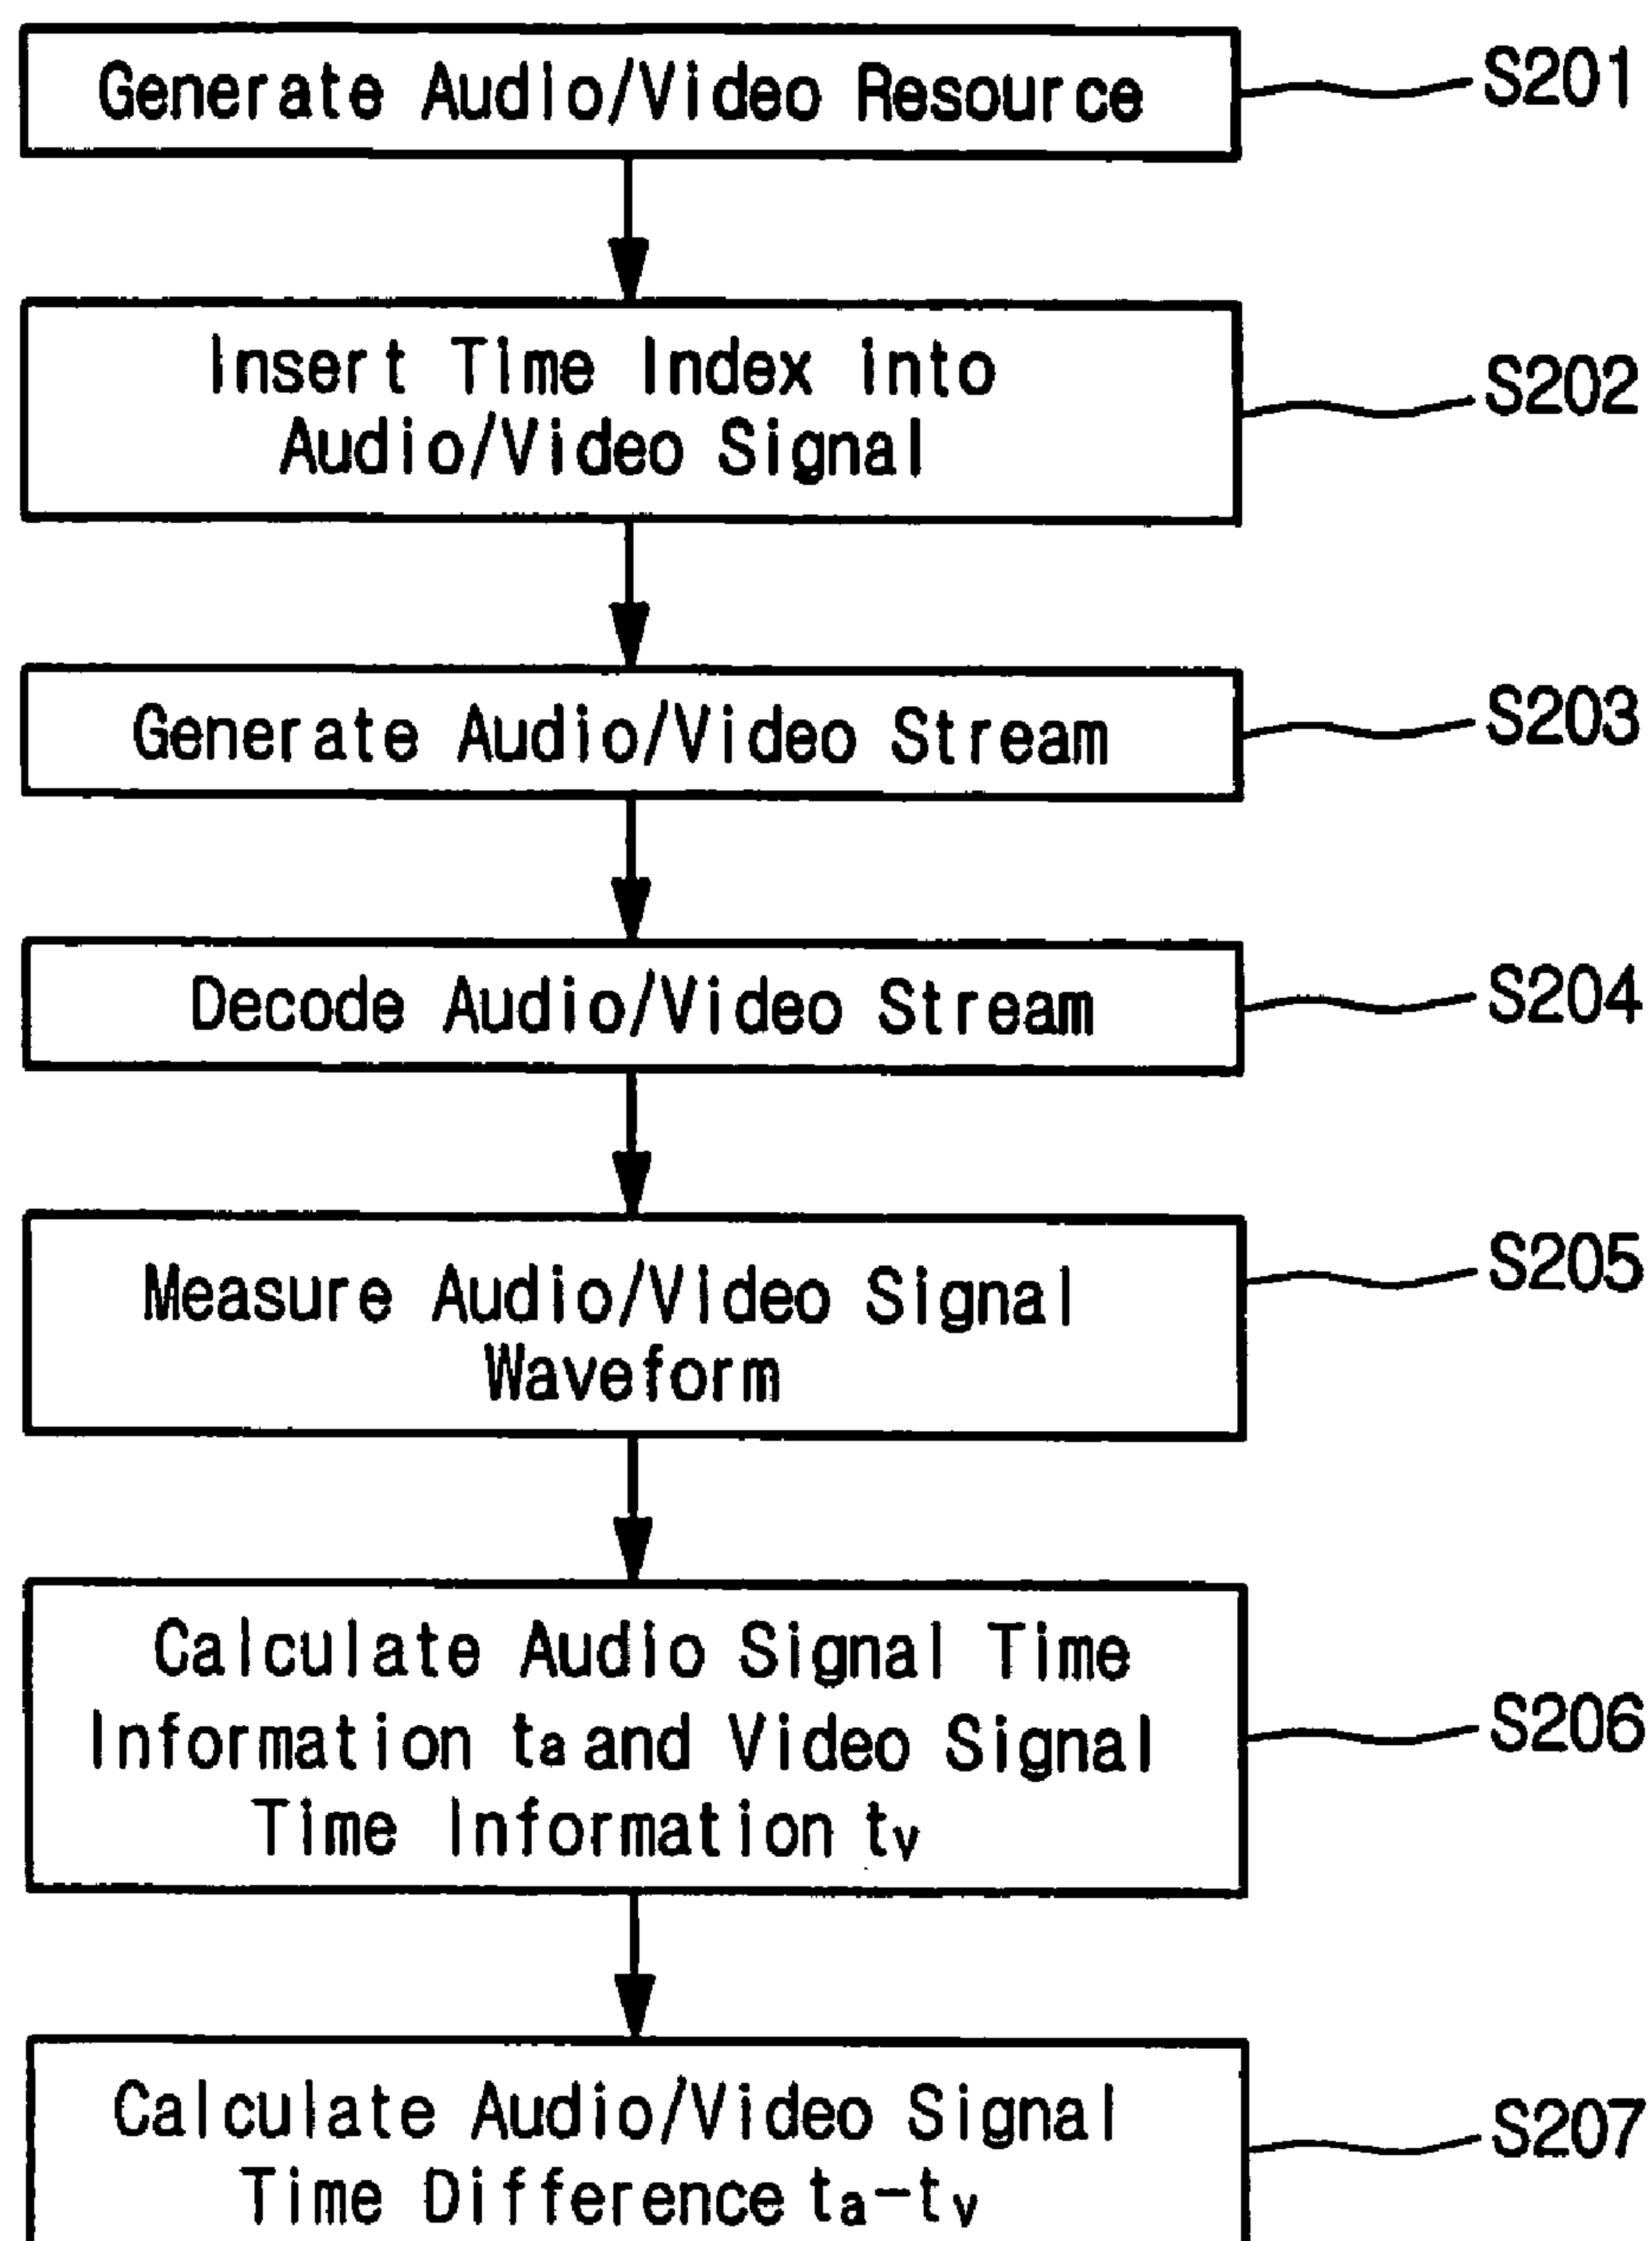 Generate Audio/Video Resource
S201
Insert Time Index into
Audio/Video Signal
S202
Generate Audio/Video Stream
S203
Decode Audio/Video Stream
S204
Measure Audio/Video Signal
Waveform
S205
Calculate Audio Signal Time
Information ta and Video Signal
Time Information tv
S206
Calculate Audio/Video Signal
Time Difference ta-tv
S207